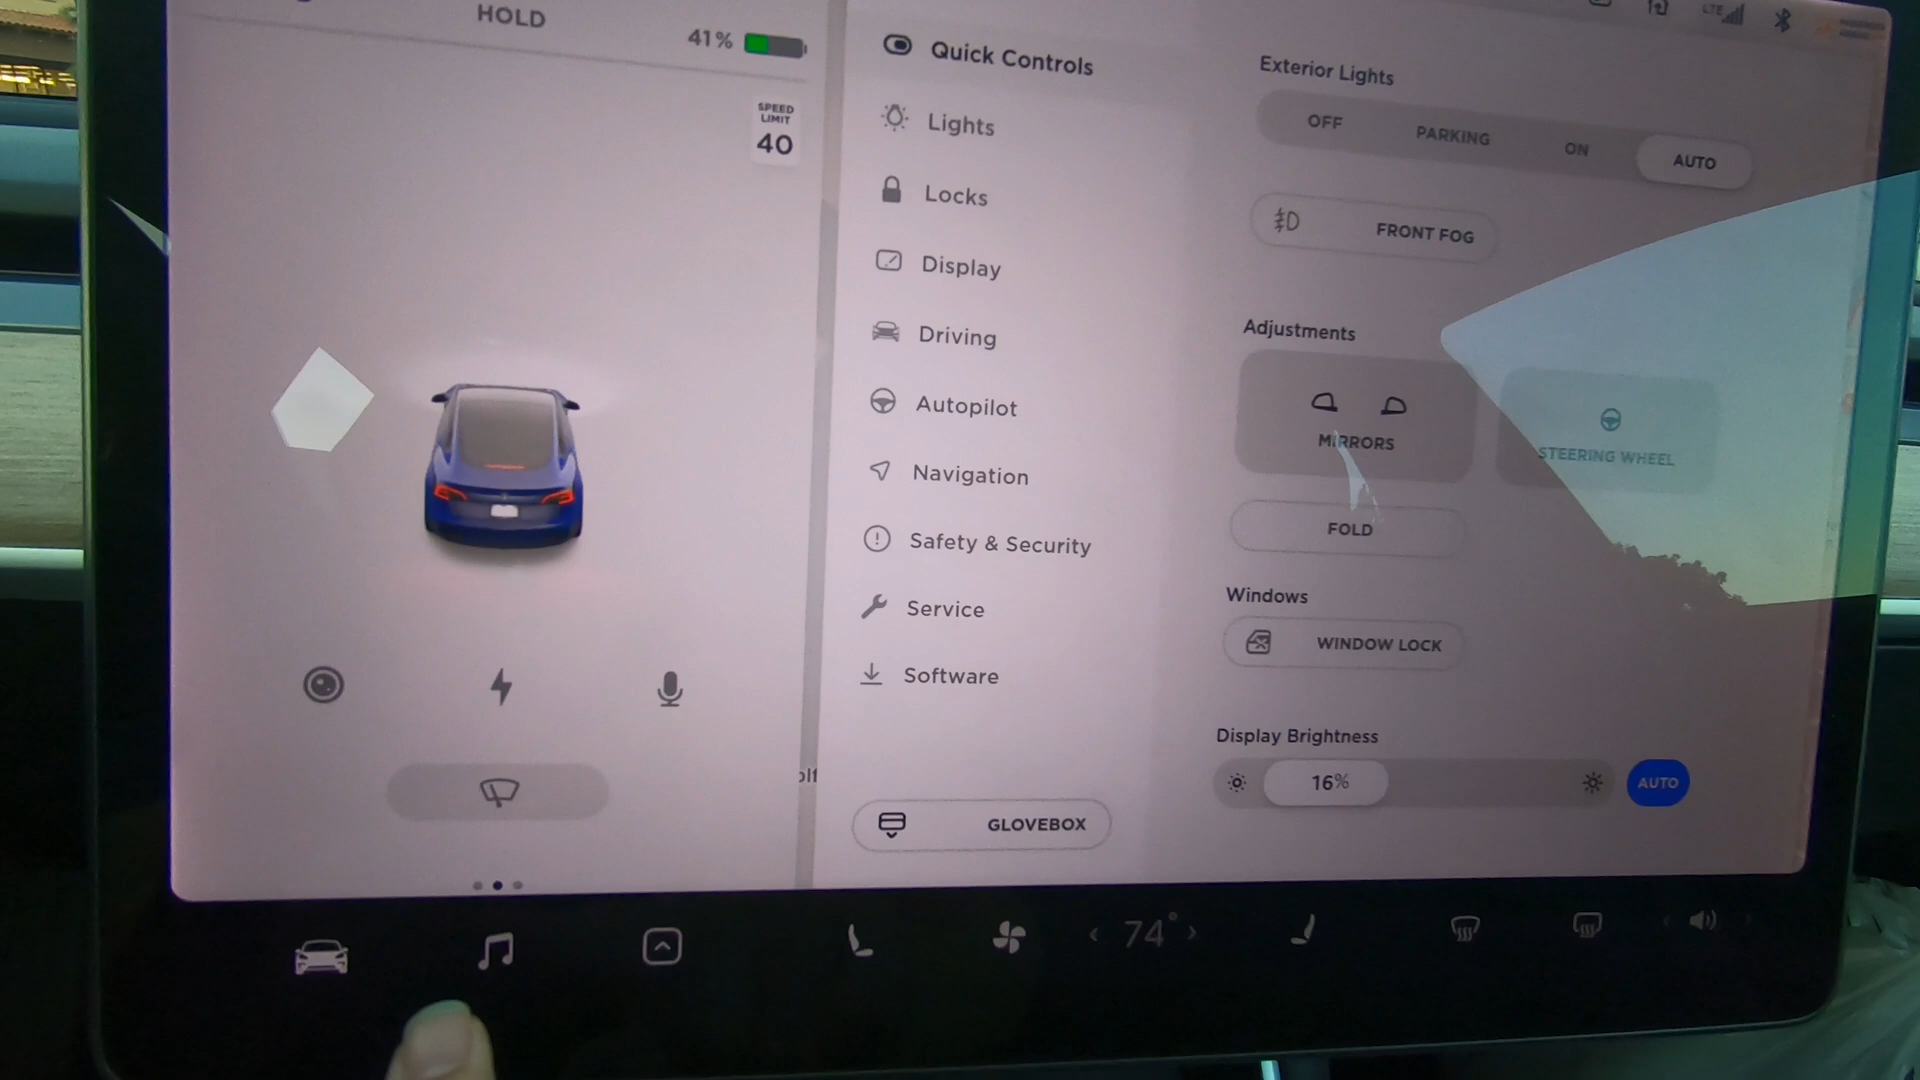 HOLD
41%
SPEED
LIMIT
40
Quick Controls
Lights
Locks
Display
Driving
Autopilot
Navigation
Safety & Security
Service
Software
GLOVEBOX
LTE
Exterior Lights
OFF PARKING ON AUTO
FRONT FOG
Adjustments
MIRRORS
STEERING WHEEL
FOLD
Windows
WINDOW LOCK
Display Brightness
16%
AUTO
< 74° >